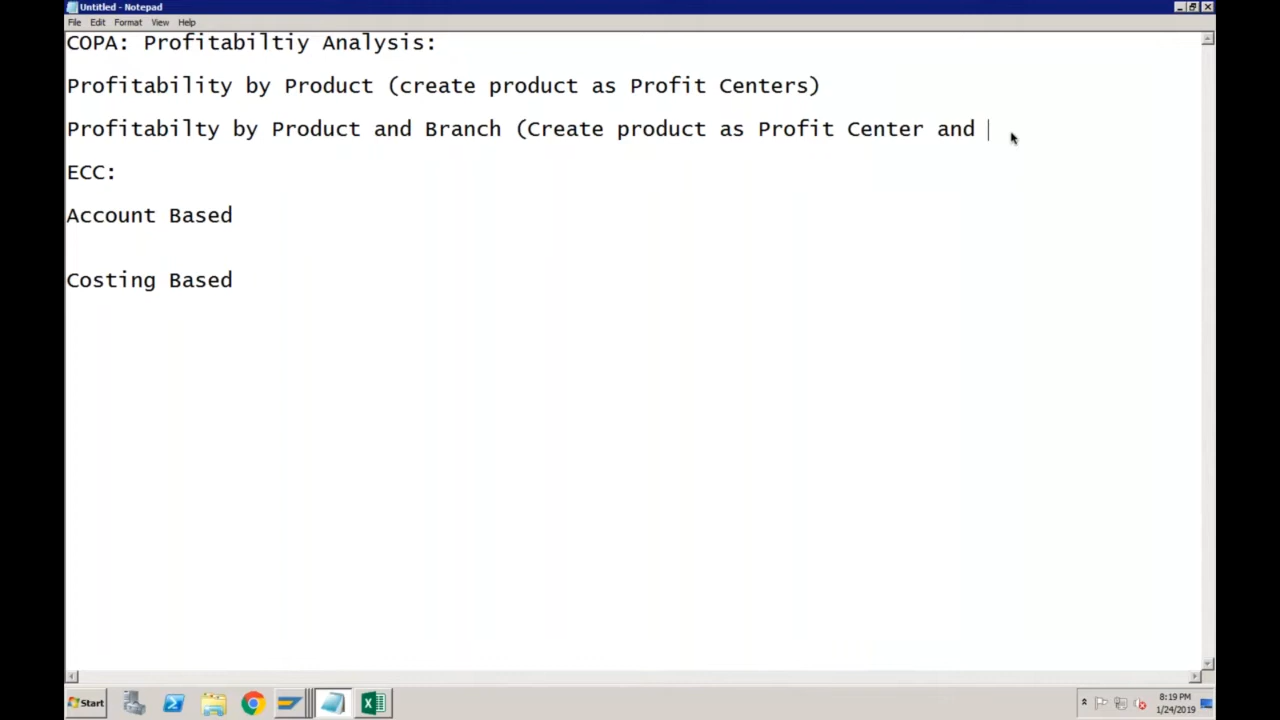 Untitled - Notepad
File Edit Format View Help
COPA: Profitabiltiy Analysis:
Profitability by Product (create product as Profit Centers)
Profitabilty by Product and Branch (Create product as Profit Center and
ECC:
Account Based
Costing Based
Start
8:19 PM
1/24/2019